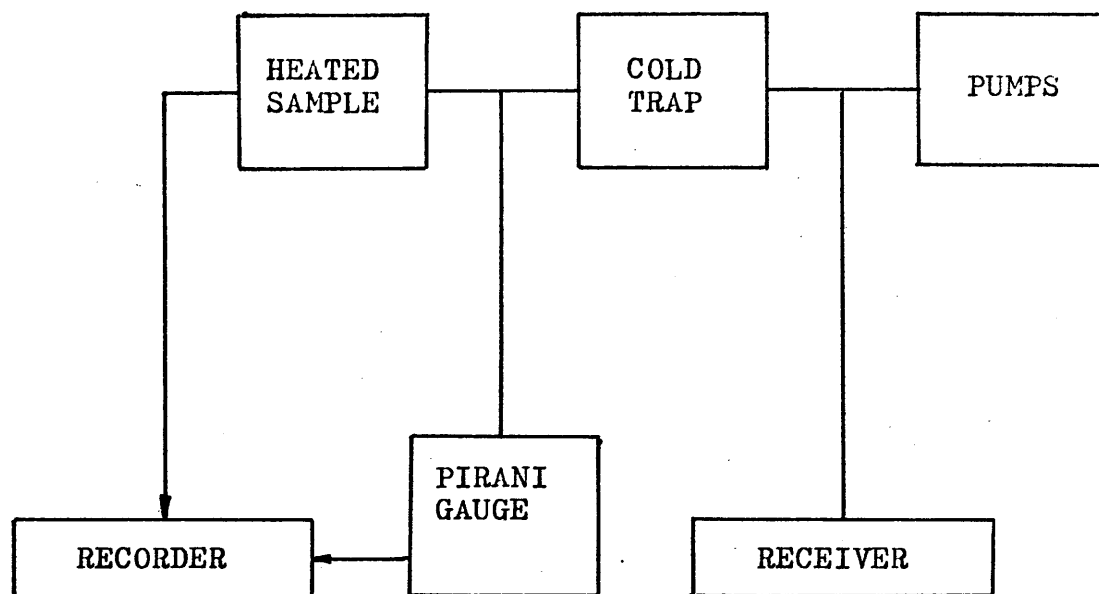 HEATED
SAMPLE
COLD
TRAP
PUMPS
PIRANI
GAUGE
RECORDER
RECEIVER